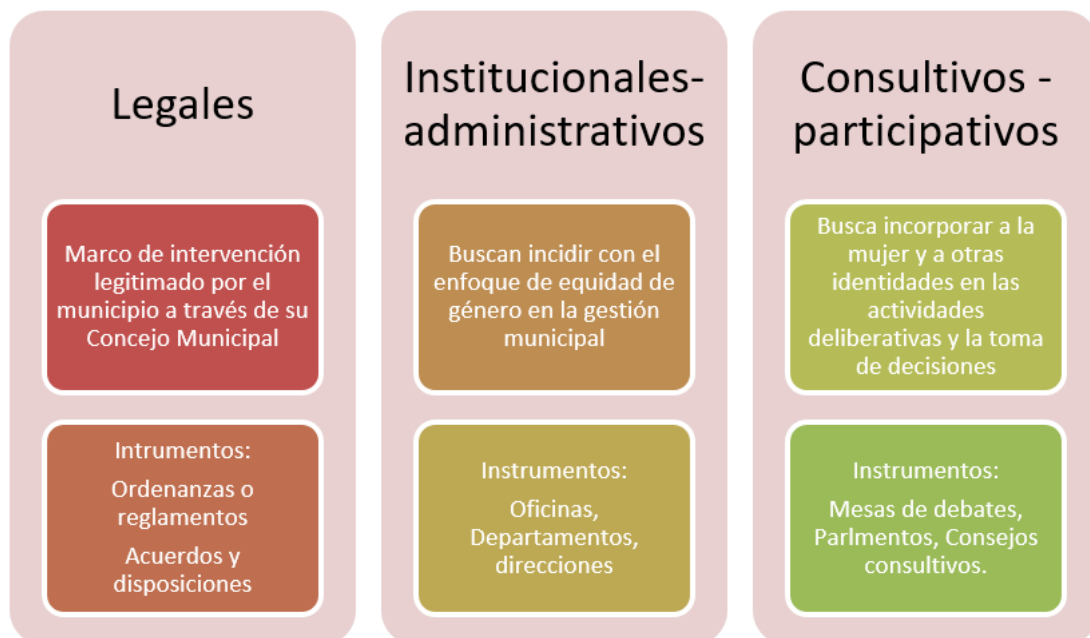 Legales
Marco de intervención
legitimado por el
municipio a través de su
Concejo Municipal
Intrumentos:
Ordenanzas o
reglamentos
Acuerdos y
disposiciones
Institucionales-
administrativos
Buscan incidir con el
enfoque de equidad de
género en la gestión
municipal
Instrumentos:
Oficinas,
Departamentos,
direcciones
Consultivos -
participativos
Busca incorporar a la
mujer y a otras
identidades en las
actividades
deliberativas y la toma
de decisiones
Instrumentos:
Mesas de debates,
Parlmentos, Consejos
consultivos.